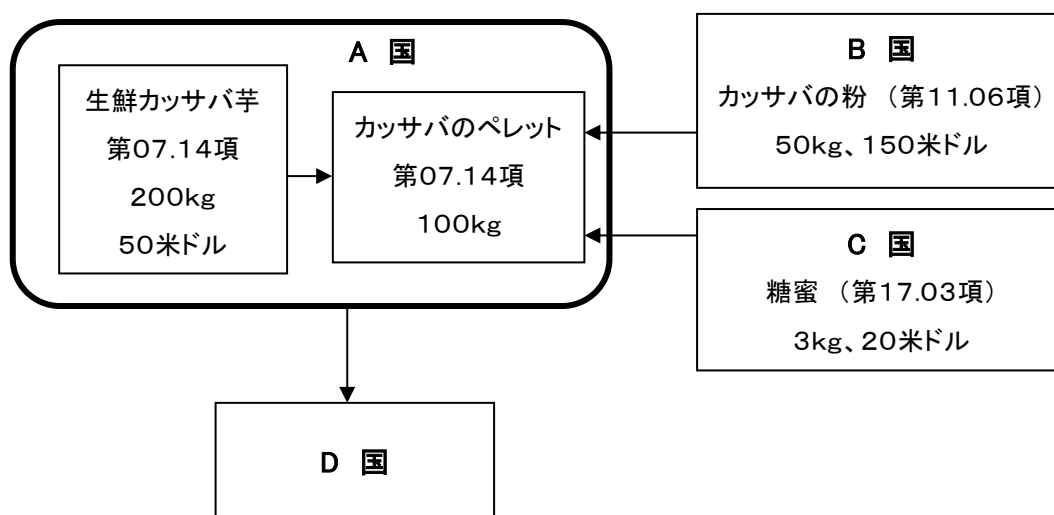 A 国
生鮮カッサバ芋
第07.14項
200kg
50米ドル
カッサバのペレット
第07.14項
100kg
B 国
カッサバの粉 （第11.06項）
50kg、150米ドル
C 国
糖蜜 （第17.03項）
3kg、20米ドル
D 国